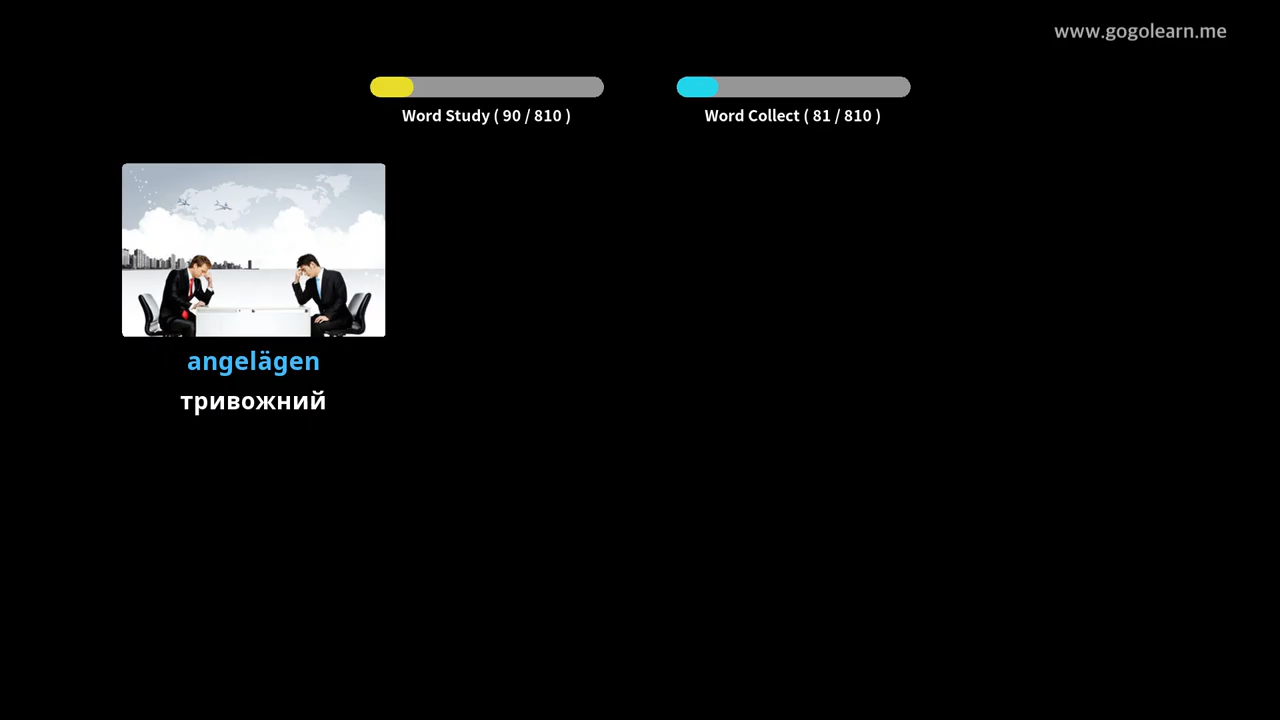 www.gogolearn.me
Word Study ( 90 / 810 )
Word Collect ( 81 / 810 )
angelägen
тривожний